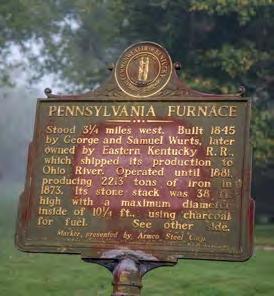 COMMONWEALTH OF KENTUCKY
PENNSYLVANIA FURNACE
Stood 3¼ miles west. Built 1845
by George and Samuel Wurts, later
owned by Eastern Kentucky R.R.,
which shipped its production to
Ohio River. Operated until 1881,
producing 2213 tons of iron in
1873. Its stone stack was 38 ft.
high with a maximum diameter
inside of 10½ ft., using charcoal
for fuel. See other side.
Marker presented by Armco Steel Corp.